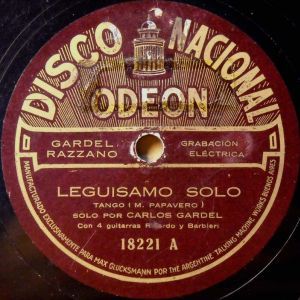 DISCO NACIONAL
ODEON
GARDEL
RAZZANO
GRABACIÓN
ELÉCTRICA
LEGUISAMO SOLO
TANGO (M. PAPAVERO)
SOLO POR CARLOS GARDEL
Con 4 guitarras Ricardo y Barbieri
18221 A
MANUFACTURADO EXCLUSIVAMENTE PARA MAX GLUCKSMANN POR THE ARGENTINE TALKING MACHINE WORKS BUENOS AIRES